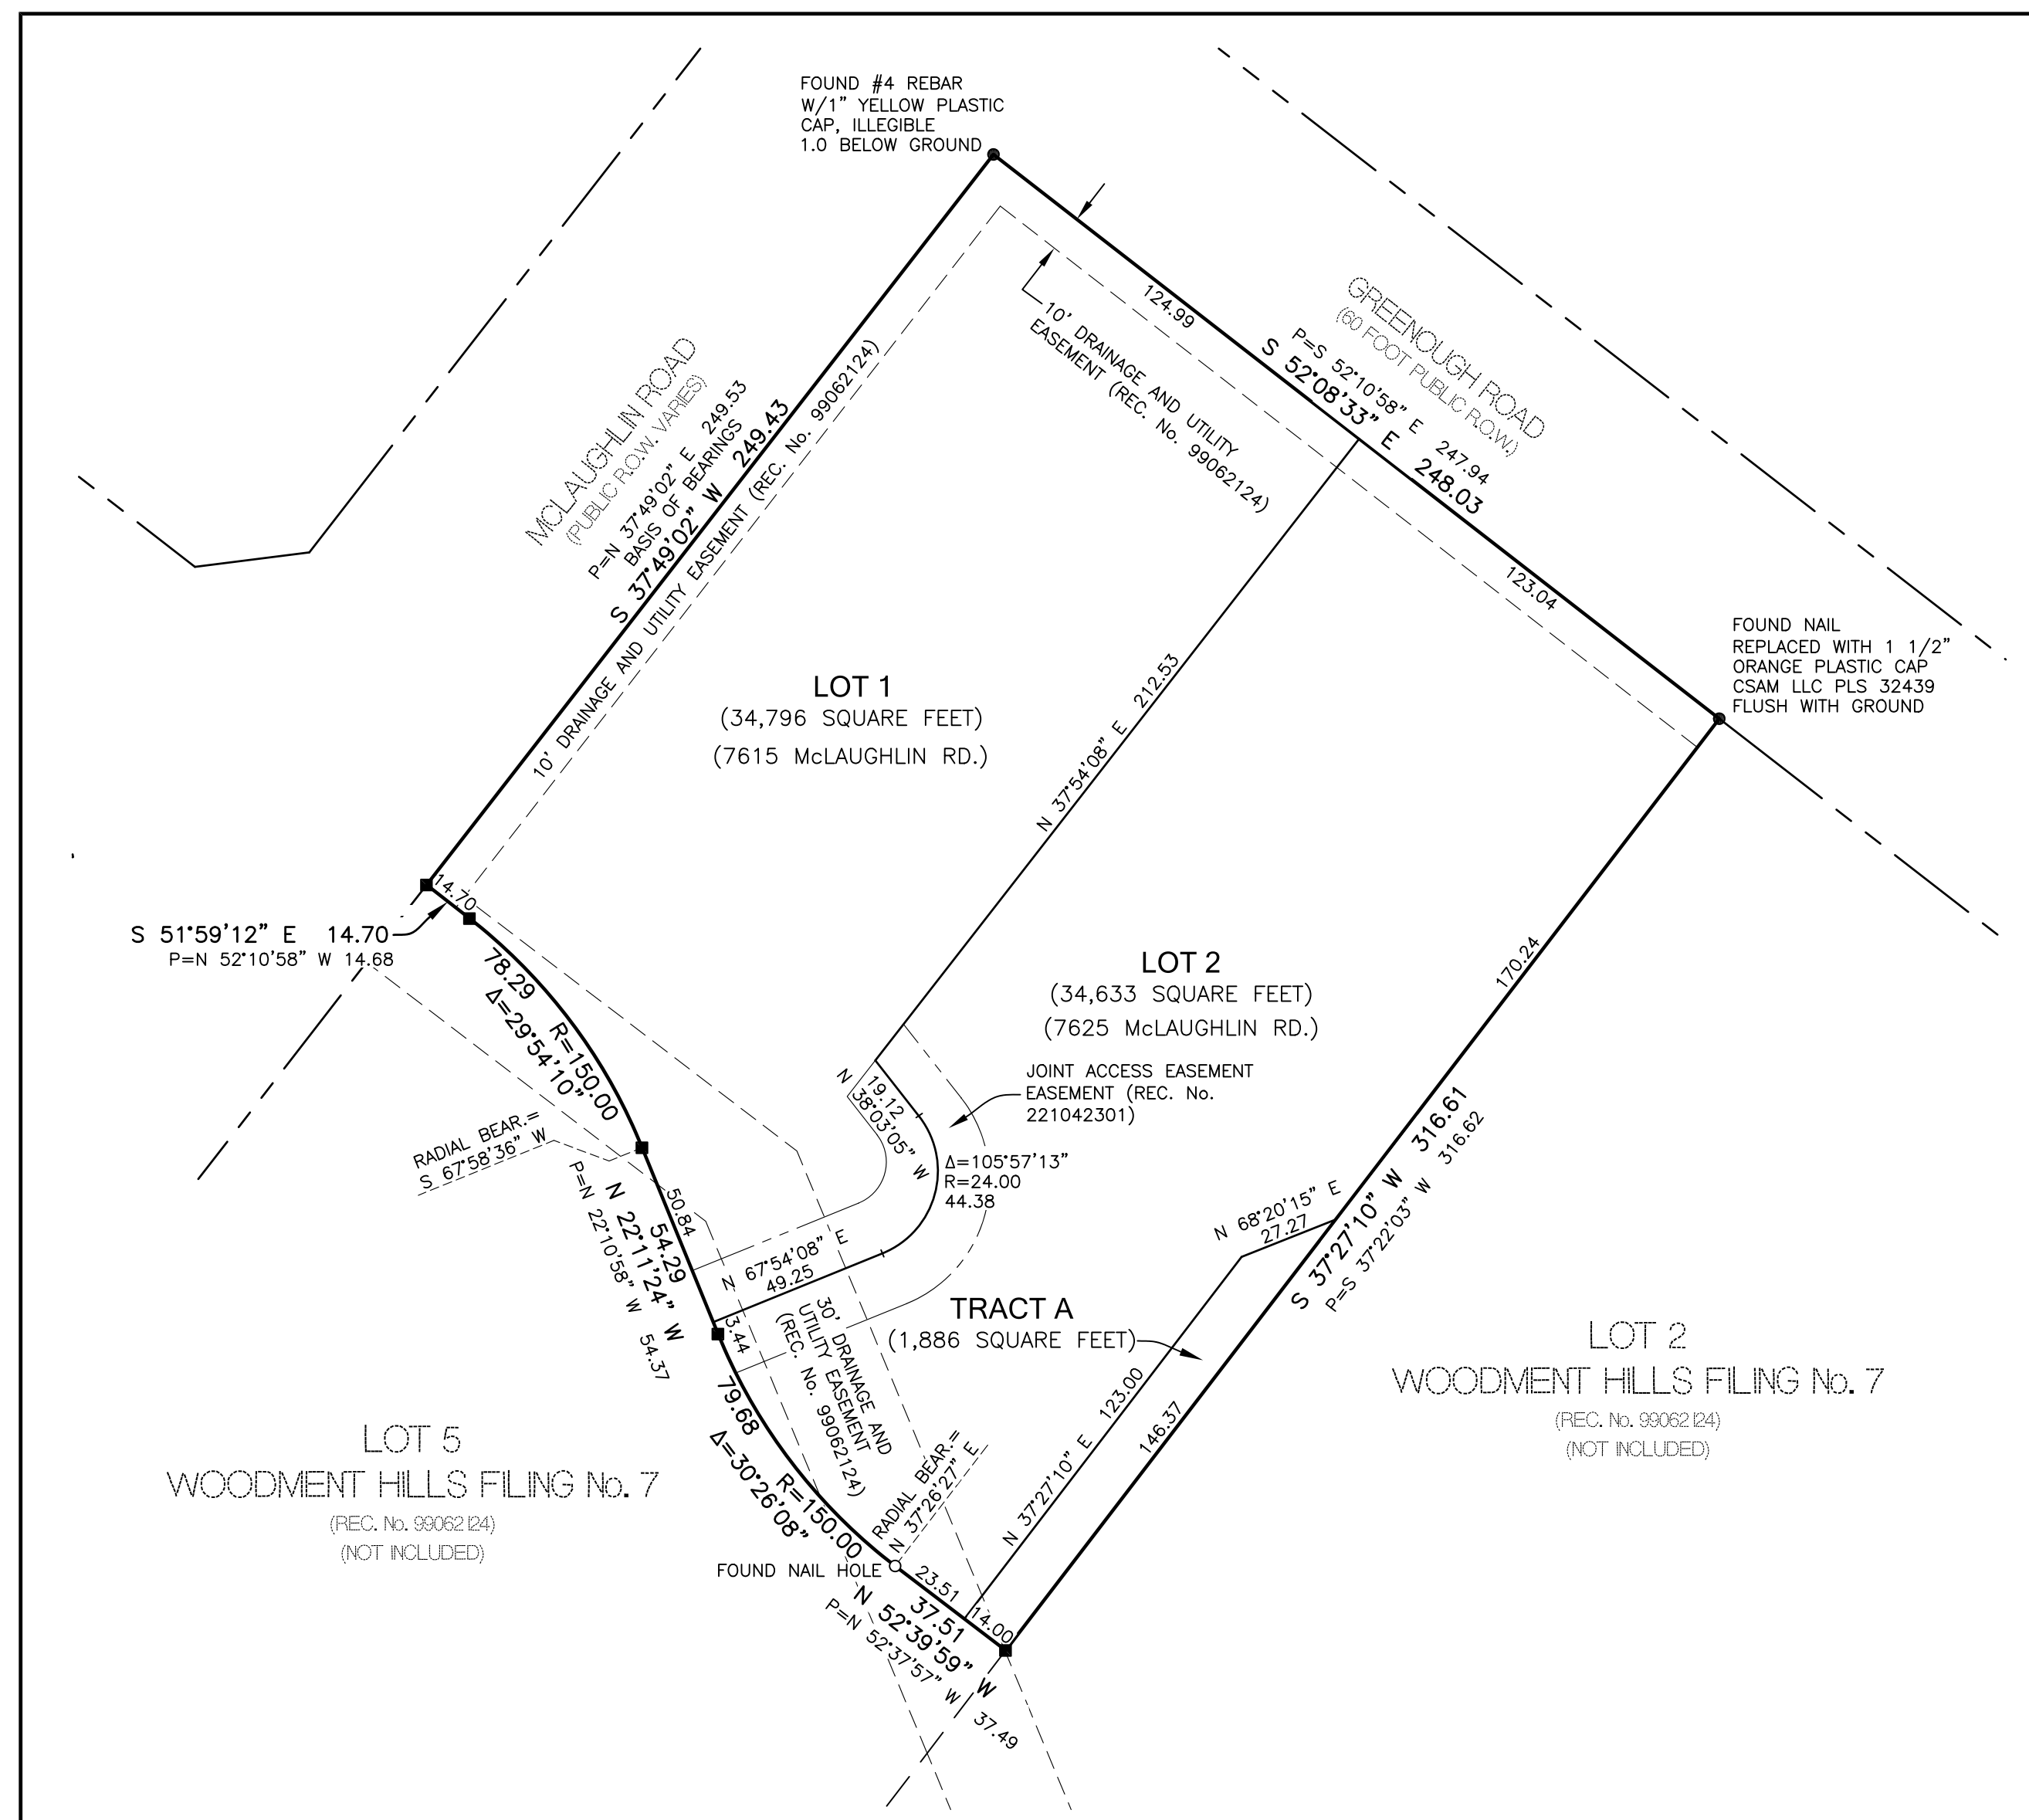 FOUND #4 REBAR
W/1" YELLOW PLASTIC
CAP, ILLEGIBLE
1.0 BELOW GROUND
GREENOUGH ROAD
(60 FOOT PUBLIC R.O.W.)
P=S 52°10'58" E 247.94
S 52°08'33" E 248.03
124.99
123.04
10' DRAINAGE AND UTILITY
EASEMENT (REC. No. 99062124)
MCLAUGHLIN ROAD
(PUBLIC R.O.W. VARIES)
P=N 37°49'02" E 249.53
BASIS OF BEARINGS
S 37°49'02" W 249.43
10' DRAINAGE AND UTILITY EASEMENT (REC. No. 99062124)
FOUND NAIL
REPLACED WITH 1 1/2"
ORANGE PLASTIC CAP
CSAM LLC PLS 32439
FLUSH WITH GROUND
LOT 1
(34,796 SQUARE FEET)
(7615 McLAUGHLIN RD.)
N 37°54'08" E 212.53
14.70
S 51°59'12" E 14.70
P=N 52°10'58" W 14.68
78.29
R=150.00
Δ=29°54'10"
LOT 2
(34,633 SQUARE FEET)
(7625 McLAUGHLIN RD.)
170.24
JOINT ACCESS EASEMENT
EASEMENT (REC. No.
221042301)
19.12
N 38°03'05" W
Δ=105°57'13"
R=24.00
44.38
RADIAL BEAR.=
S 67°58'36" W
50.84
54.29
N 22°11'24" W
P=N 22°10'58" W 54.37
N 67°54'08" E
49.25
3.44
N 68°20'15" E
27.27
S 37°27'10" W 316.61
P=S 37°22'03" W 316.62
TRACT A
(1,886 SQUARE FEET)
30' DRAINAGE AND
UTILITY EASEMENT
(REC. No. 99062124)
79.68
R=150.00
Δ=30°26'08"
N 37°27'10" E 123.00
146.37
LOT 2
WOODMENT HILLS FILING No. 7
(REC. No. 99062124)
(NOT INCLUDED)
LOT 5
WOODMENT HILLS FILING No. 7
(REC. No. 99062124)
(NOT INCLUDED)
RADIAL BEAR.=
N 37°26'27" E
FOUND NAIL HOLE
23.51
14.00
37.51
N 52°39'59" W
P=N 52°37'57" W 37.49